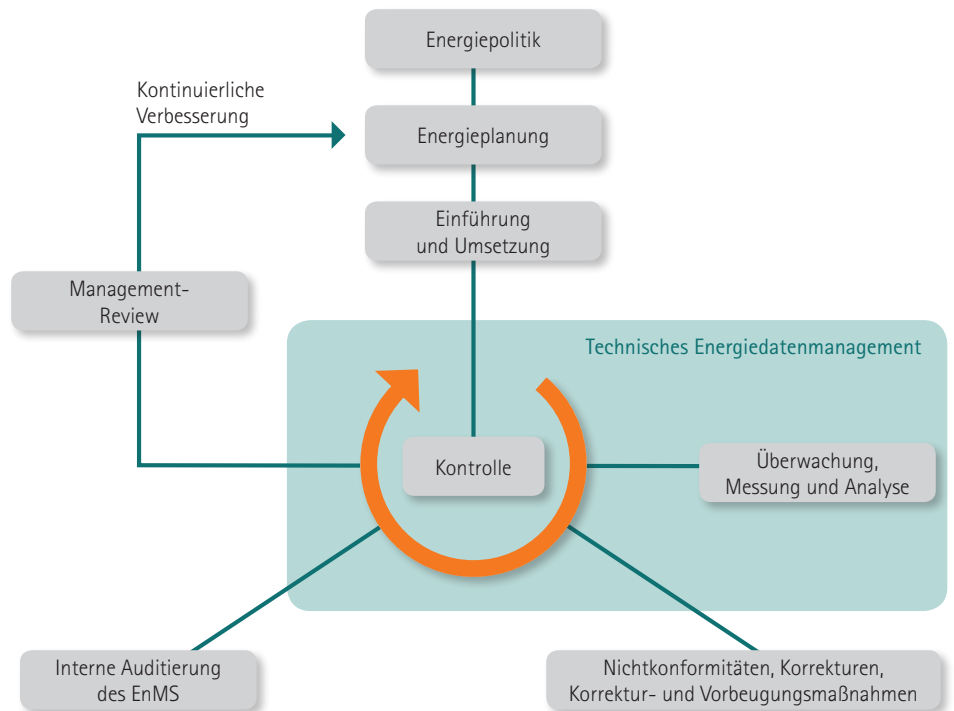 Energiepolitik
Kontinuierliche
Verbesserung
Energieplanung
Einführung
und Umsetzung
Management-
Review
Technisches Energiedatenmanagement
Kontrolle
Überwachung,
Messung und Analyse
Interne Auditierung
des EnMS
Nichtkonformitäten, Korrekturen,
Korrektur- und Vorbeugungsmaßnahmen